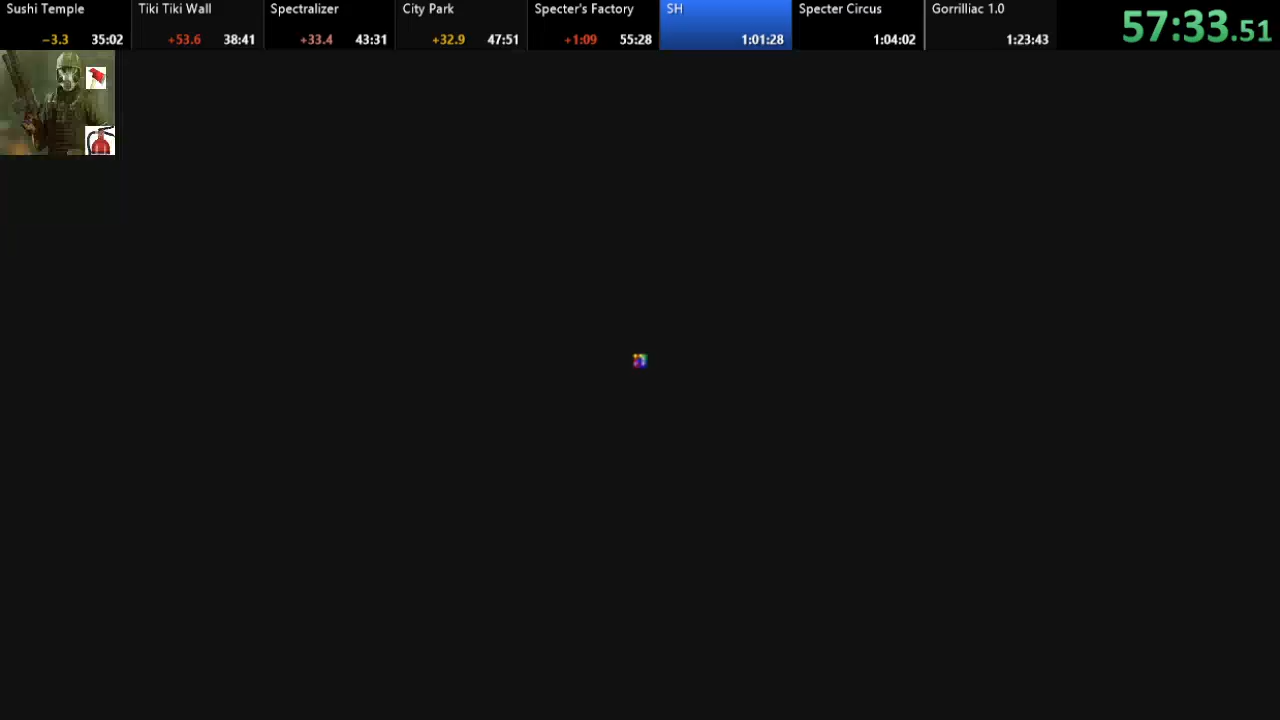 Sushi Temple
−3.3 35:02
Tiki Tiki Wall
+53.6 38:41
Spectralizer
+33.4 43:31
City Park
+32.9 47:51
Specter's Factory
+1:09 55:28
SH
1:01:28
Specter Circus
1:04:02
Gorrilliac 1.0
1:23:43
57:33.51